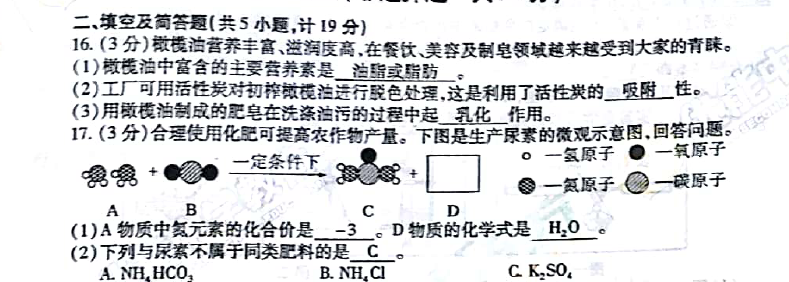 二、填空及简答题(共5小题,计19分)
16.(3分)橄榄油营养丰富、滋润度高,在餐饮、美容及制皂领域越来越受到大家的青睐。
(1)橄榄油中富含的主要营养素是 油脂或脂肪 。
(2)工厂可用活性炭对初榨橄榄油进行脱色处理,这是利用了活性炭的 吸附 性。
(3)用橄榄油制成的肥皂在洗涤油污的过程中起 乳化 作用。
17.(3分)合理使用化肥可提高农作物产量。下图是生产尿素的微观示意图,回答问题。
+ 一定条件下 + —氢原子 —氧原子
—氮原子 —碳原子
A B C D
(1)A物质中氮元素的化合价是 -3 。D物质的化学式是 H₂O 。
(2)下列与尿素不属于同类肥料的是 C 。
A. NH₄HCO₃ B. NH₄Cl C. K₂SO₄